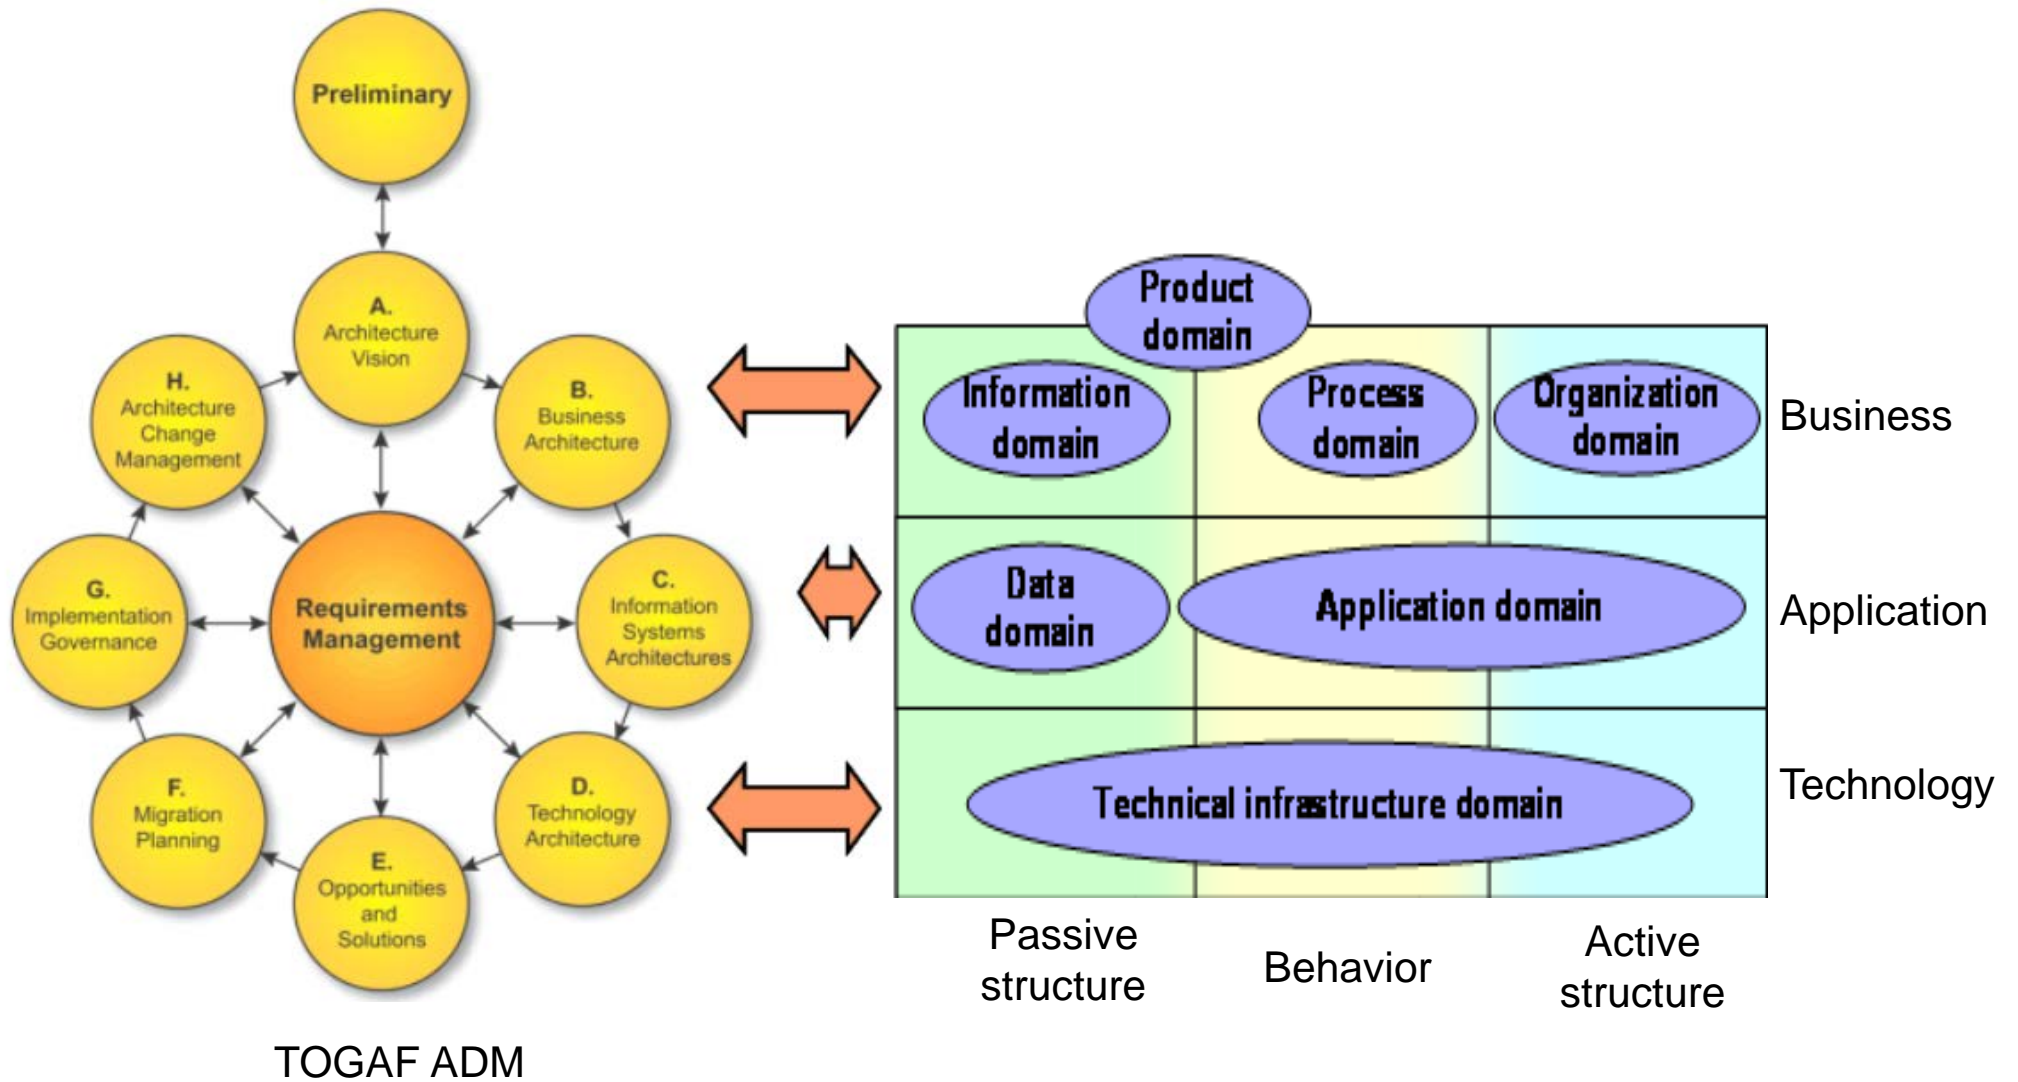 Preliminary
A.
Architecture
Vision
B.
Business
Architecture
C.
Information
Systems
Architectures
D.
Technology
Architecture
E.
Opportunities
and
Solutions
F.
Migration
Planning
G.
Implementation
Governance
H.
Architecture
Change
Management
Requirements
Management
TOGAF ADM
Product
domain
Information
domain
Process
domain
Organization
domain
Business
Data
domain
Application domain
Application
Technical infrastructure domain
Technology
Passive
structure
Behavior
Active
structure